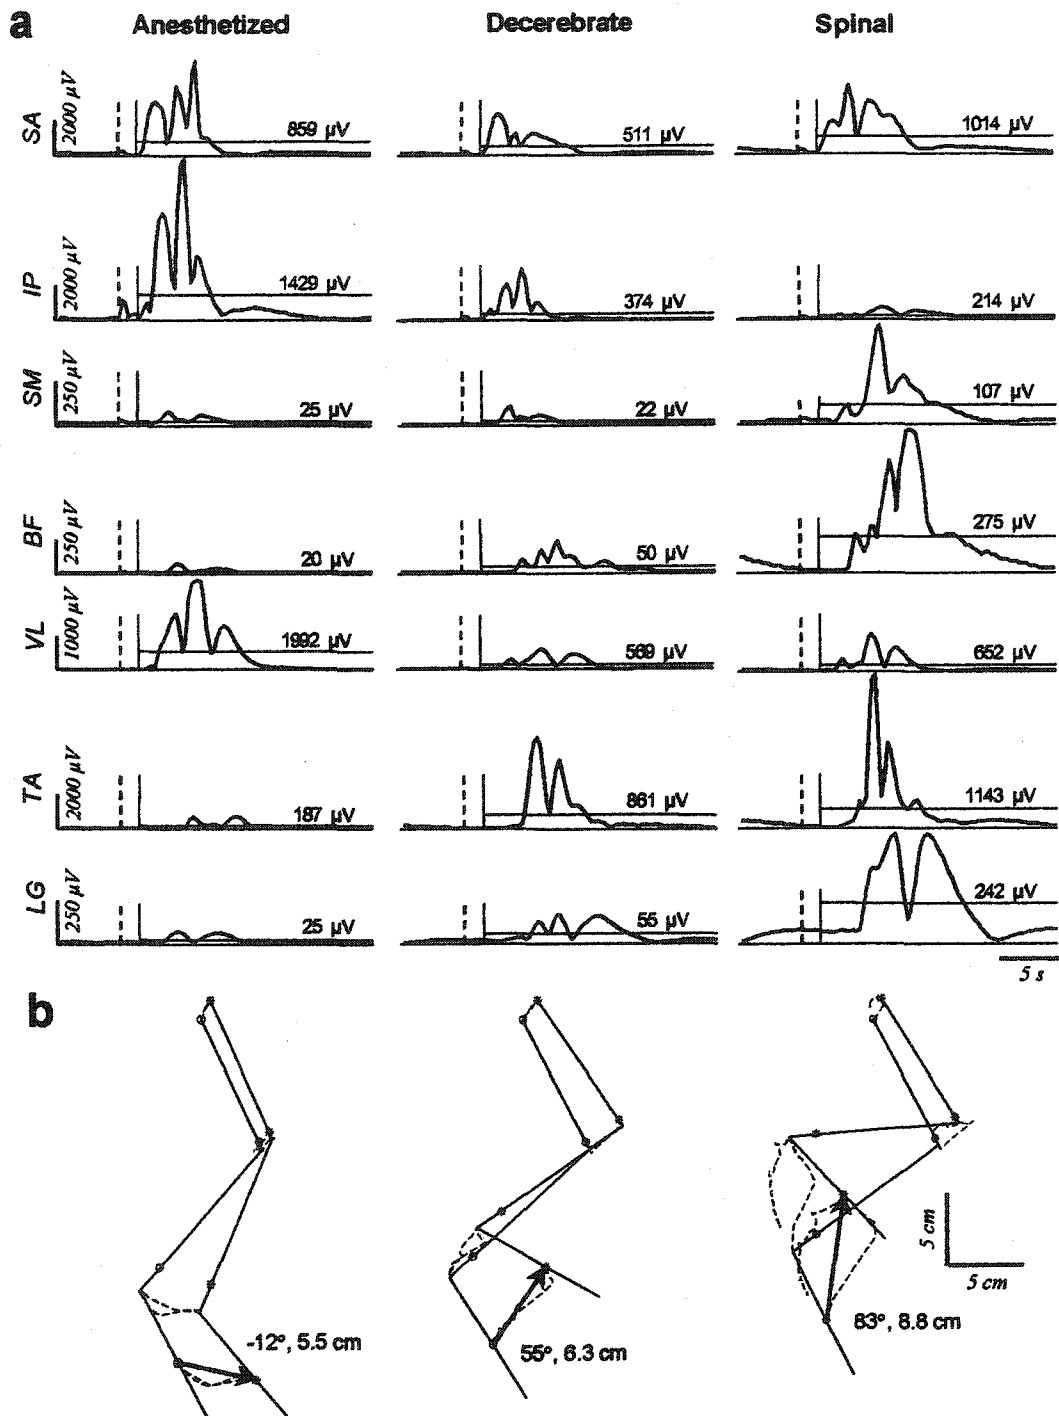 a
Anesthetized Decerebrate Spinal
SA 2000 µV 859 µV 511 µV 1014 µV
IP 2000 µV 1429 µV 374 µV 214 µV
SM 250 µV 25 µV 22 µV 107 µV
BF 250 µV 20 µV 50 µV 275 µV
VL 1000 µV 1992 µV 569 µV 652 µV
TA 2000 µV 187 µV 861 µV 1143 µV
LG 250 µV 25 µV 55 µV 242 µV
5 s
b
5 cm
5 cm
-12°, 5.5 cm 55°, 6.3 cm 83°, 8.8 cm